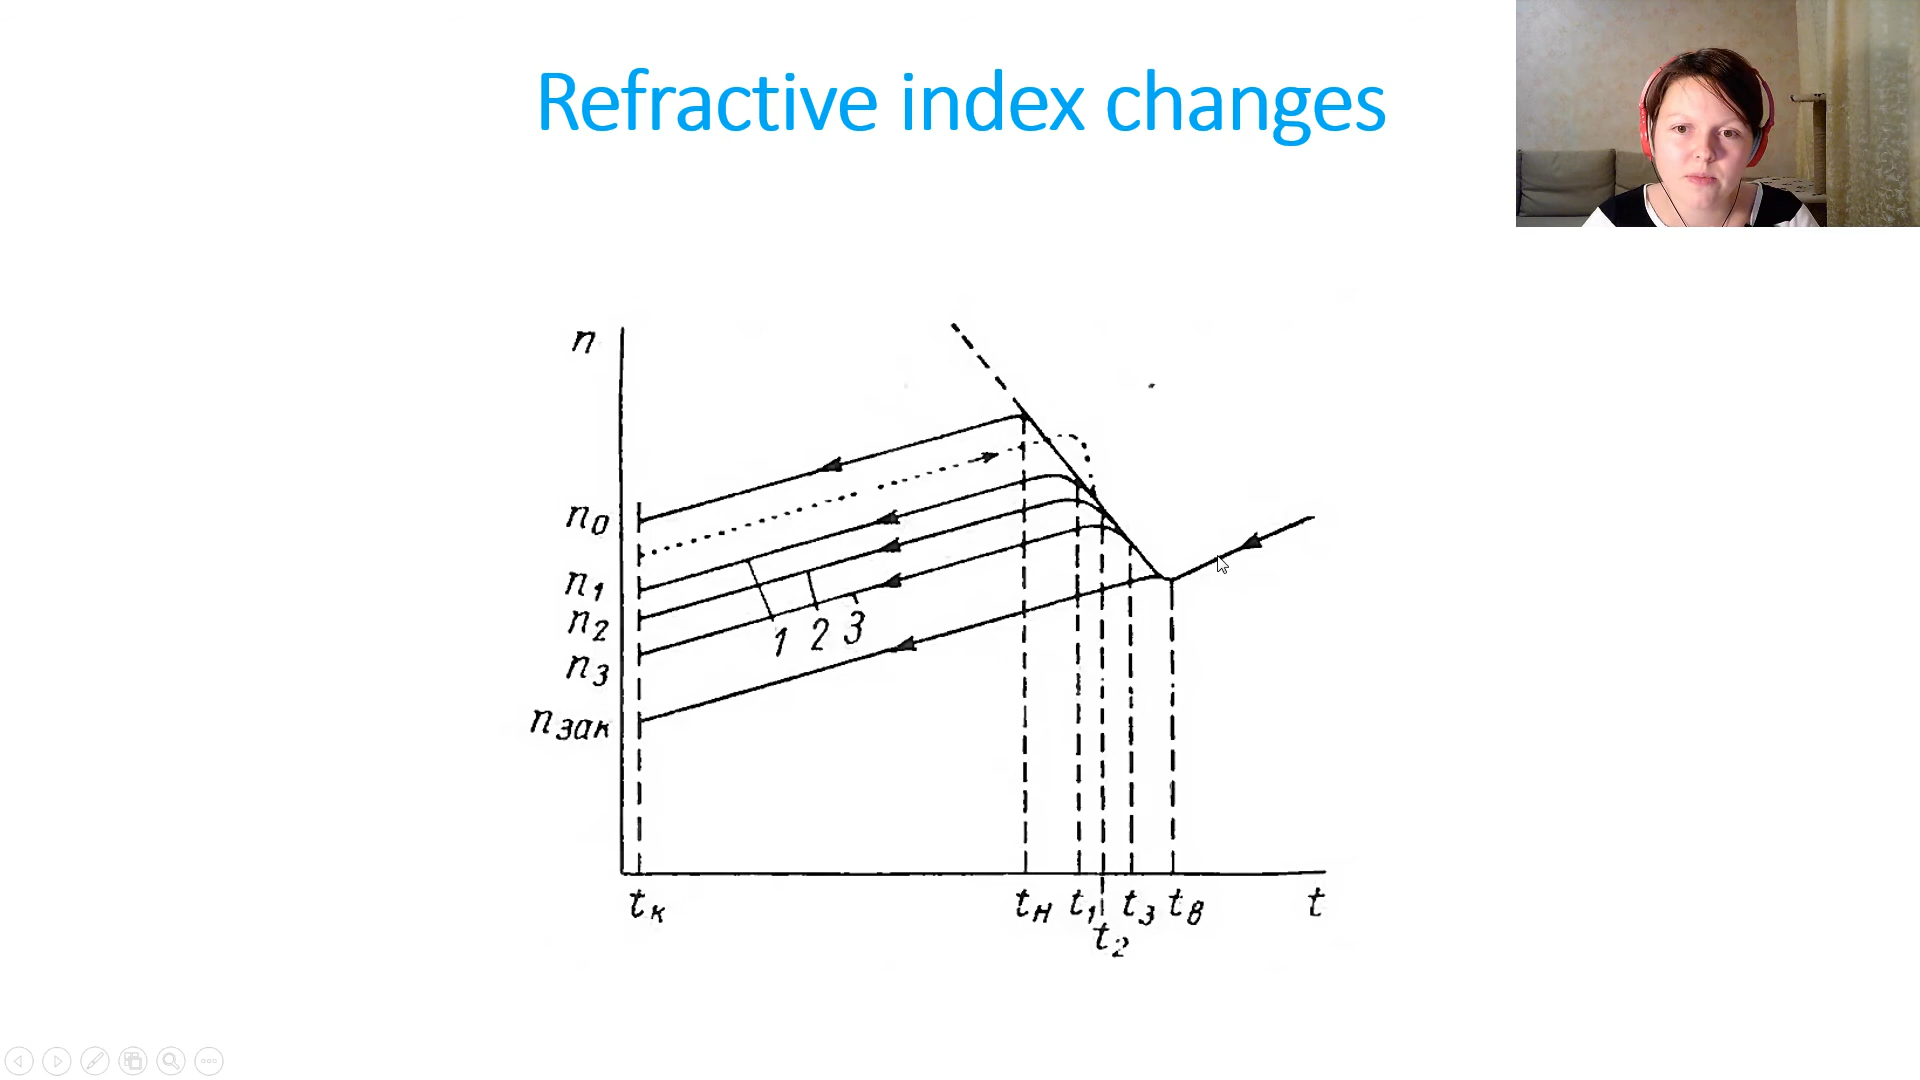 Refractive index changes
n
n₀
n₁
n₂
n₃
nзак
1 2 3
tк tн t₁ t₂ t₃ tв t